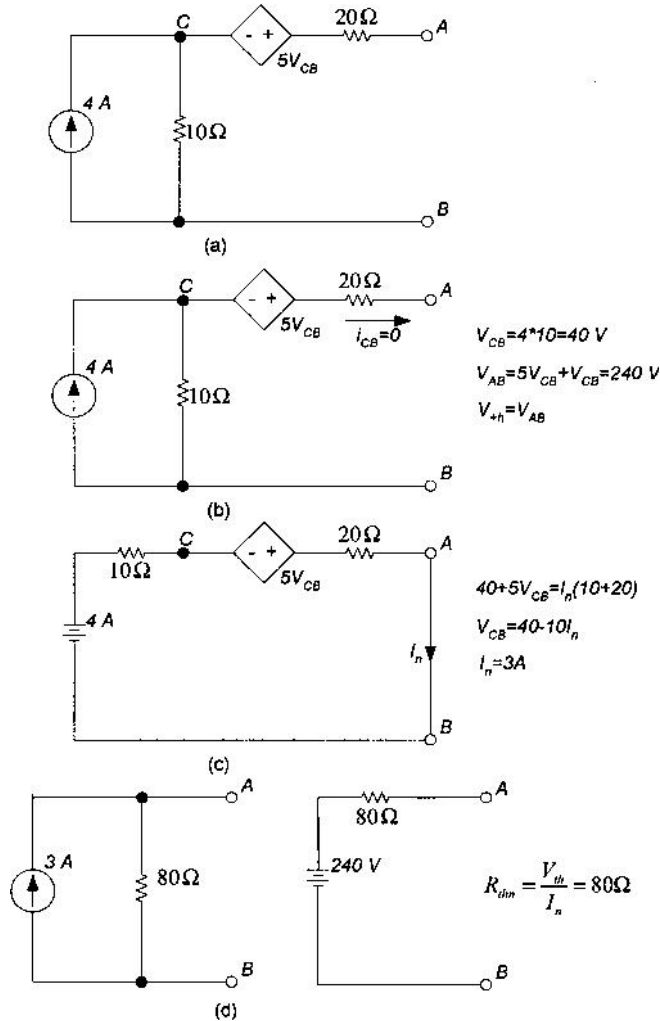 C
- +
5V_CB
20Ω
A
4 A
10Ω
B
(a)
C
- +
5V_CB
20Ω
i_CB=0
A
4 A
10Ω
B
(b)
V_CB=4*10=40 V
V_AB=5V_CB+V_CB=240 V
V_+h=V_AB
10Ω
C
- +
5V_CB
20Ω
A
4 A
I_n
B
(c)
40+5V_CB=I_n(10+20)
V_CB=40-10I_n
I_n=3A
3 A
80Ω
A
B
240 V
80Ω
A
B
(d)
R_thn = V_th / I_n = 80Ω